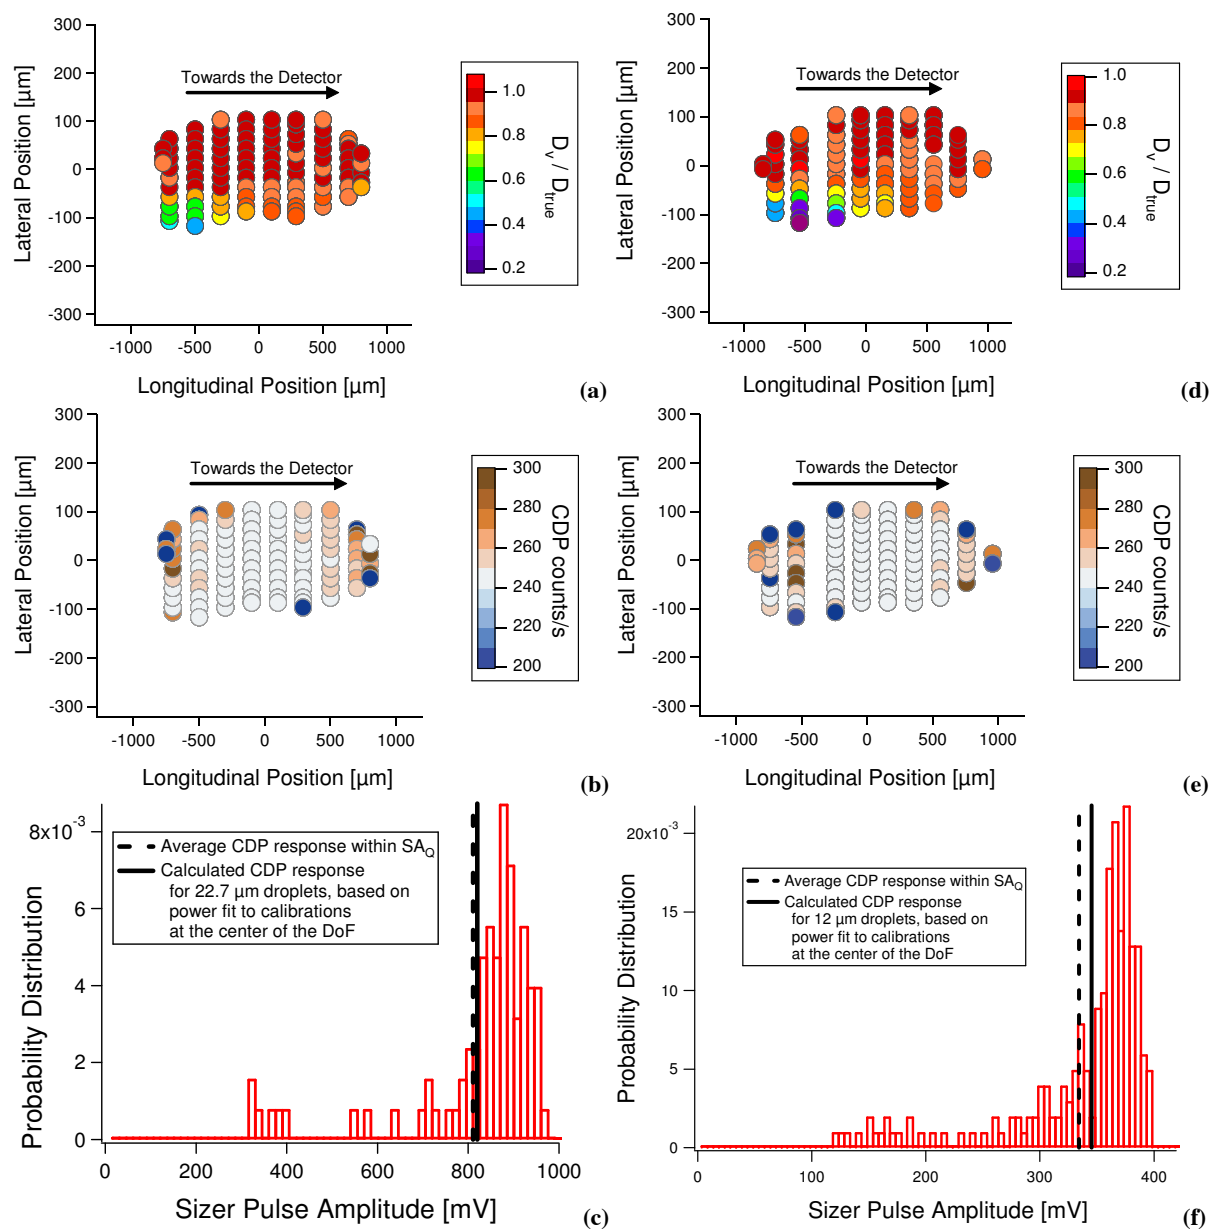 300
200
100
0
-100
-200
-300
Lateral Position [µm]
Towards the Detector
-1000 -500 0 500 1000
Longitudinal Position [µm]
1.0
0.8
0.6
0.4
0.2
Dv / Dtrue
(a)
300
200
100
0
-100
-200
-300
Lateral Position [µm]
Towards the Detector
-1000 -500 0 500 1000
Longitudinal Position [µm]
1.0
0.8
0.6
0.4
0.2
Dv / Dtrue
(d)
300
200
100
0
-100
-200
-300
Lateral Position [µm]
Towards the Detector
-1000 -500 0 500 1000
Longitudinal Position [µm]
300
280
260
240
220
200
CDP counts/s
(b)
300
200
100
0
-100
-200
-300
Lateral Position [µm]
Towards the Detector
-1000 -500 0 500 1000
Longitudinal Position [µm]
300
280
260
240
220
200
CDP counts/s
(e)
8x10-3
6
4
2
0
Probability Distribution
Average CDP response within SAQ
Calculated CDP response
for 22.7 µm droplets, based on
power fit to calibrations
at the center of the DoF
0 200 400 600 800 1000
Sizer Pulse Amplitude [mV]
(c)
20x10-3
15
10
5
0
Probability Distribution
Average CDP response within SAQ
Calculated CDP response
for 12 µm droplets, based on
power fit to calibrations
at the center of the DoF
0 100 200 300 400
Sizer Pulse Amplitude [mV]
(f)